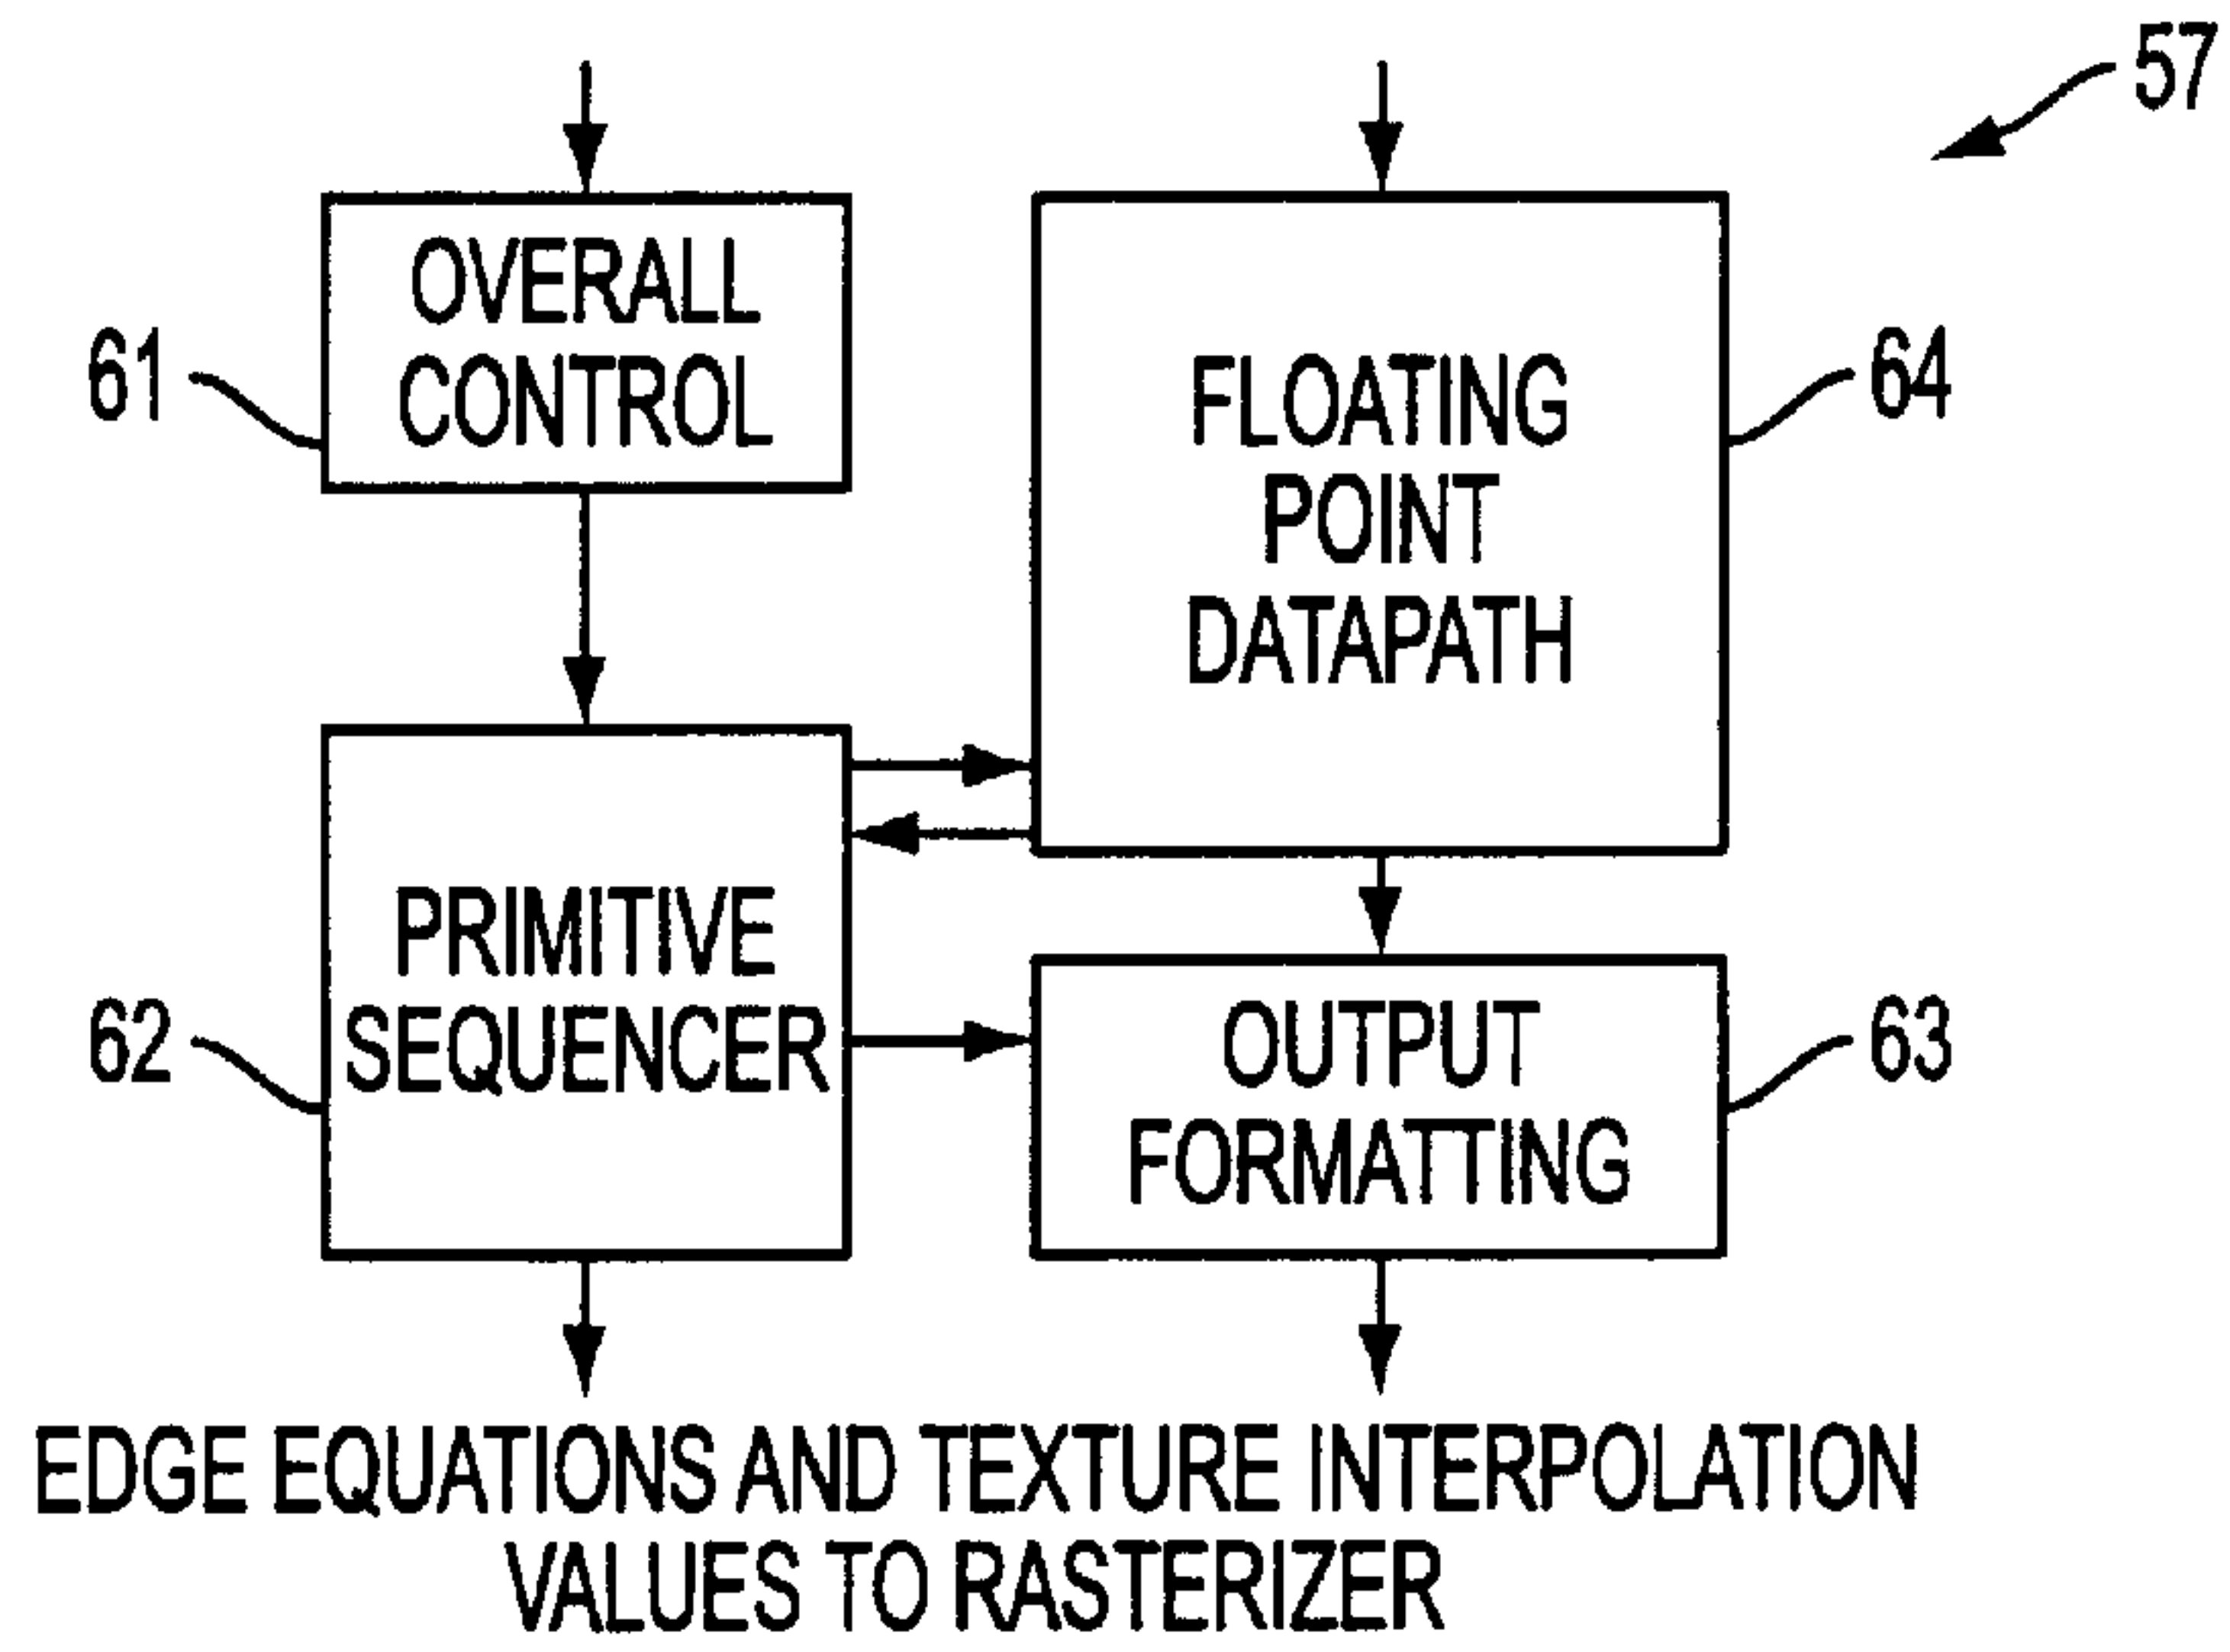 57
OVERALL
CONTROL
61
FLOATING
POINT
DATAPATH
64
PRIMITIVE
SEQUENCER
62
OUTPUT
FORMATTING
63
EDGE EQUATIONS AND TEXTURE INTERPOLATION
VALUES TO RASTERIZER